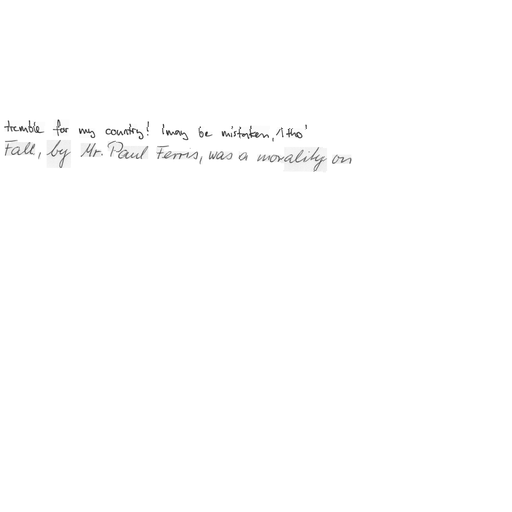 tremble for my country! I may be mistaken, / tho'
Fall, by Mr. Paul Ferris, was a morality on